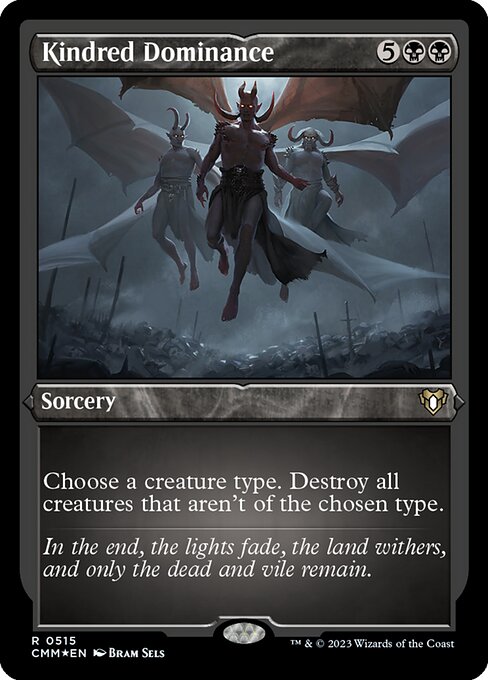 Kindred Dominance 5
Sorcery
Choose a creature type. Destroy all
creatures that aren't of the chosen type.
In the end, the lights fade, the land withers,
and only the dead and vile remain.
R 0515
CMM★EN Bram Sels
™ & © 2023 Wizards of the Coast